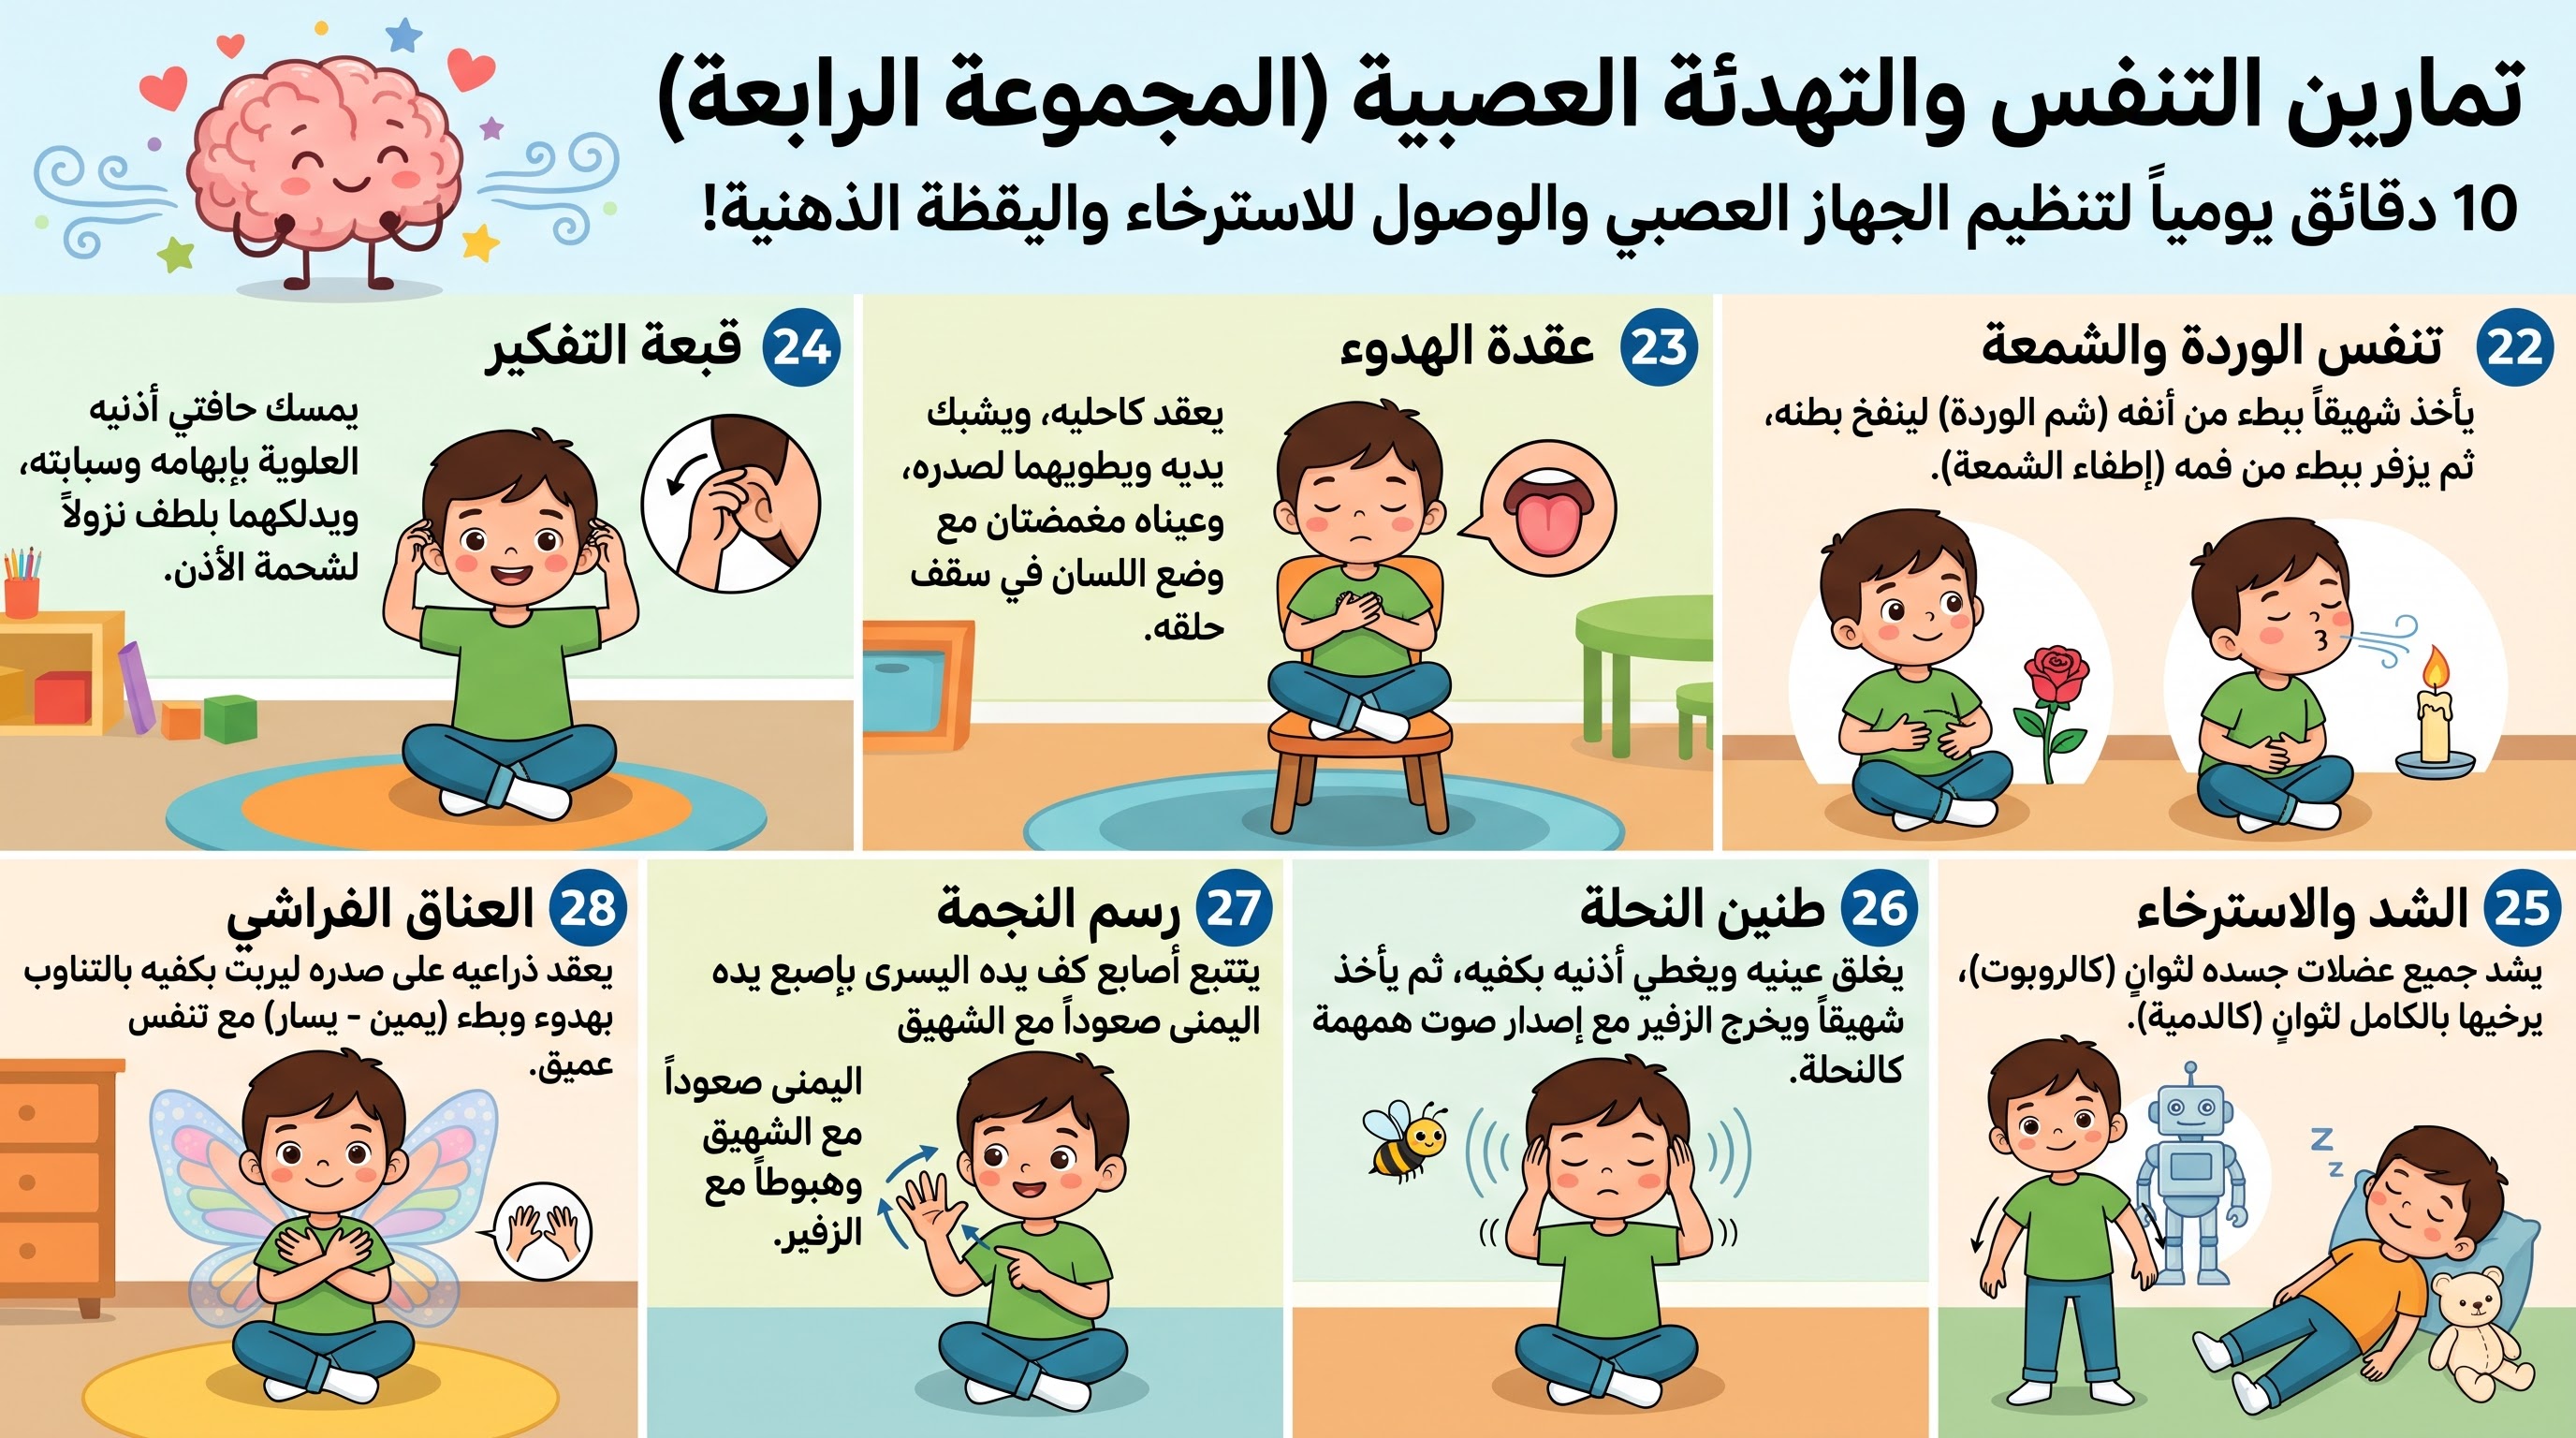 تمارين التنفس والتهدئة العصبية (المجموعة الرابعة)
10 دقائق يومياً لتنظيم الجهاز العصبي والوصول للاسترخاء واليقظة الذهنية!
22 تنفس الوردة والشمعة
يأخذ شهيقاً ببطء من أنفه (شم الوردة) لينفخ بطنه،
ثم يزفر ببطء من فمه (إطفاء الشمعة).
23 عقدة الهدوء
يعقد كاحليه، ويشبك
يديه ويطويهما لصدره،
وعيناه مغمضتان مع
وضع اللسان في سقف
حلقه.
24 قبعة التفكير
يمسك حافتي أذنيه
العلوية بإبهامه وسبابته،
ويدلكهما بلطف نزولاً
لشحمة الأذن.
25 الشد والاسترخاء
يشد جميع عضلات جسده لثوانٍ (كالروبوت)،
يرخيها بالكامل لثوانٍ (كالدمية).
Z
z
26 طنين النحلة
يغلق عينيه ويغطي أذنيه بكفيه، ثم يأخذ
شهيقاً ويخرج الزفير مع إصدار صوت همهمة
كالنحلة.
27 رسم النجمة
يتتبع أصابع كف يده اليسرى بإصبع يده
اليمنى صعوداً مع الشهيق
اليمنى صعوداً
مع الشهيق
وهبوطاً مع
الزفير.
28 العناق الفراشي
يعقد ذراعيه على صدره ليربت بكفيه بالتناوب
بهدوء وبطء (يمين - يسار) مع تنفس
عميق.